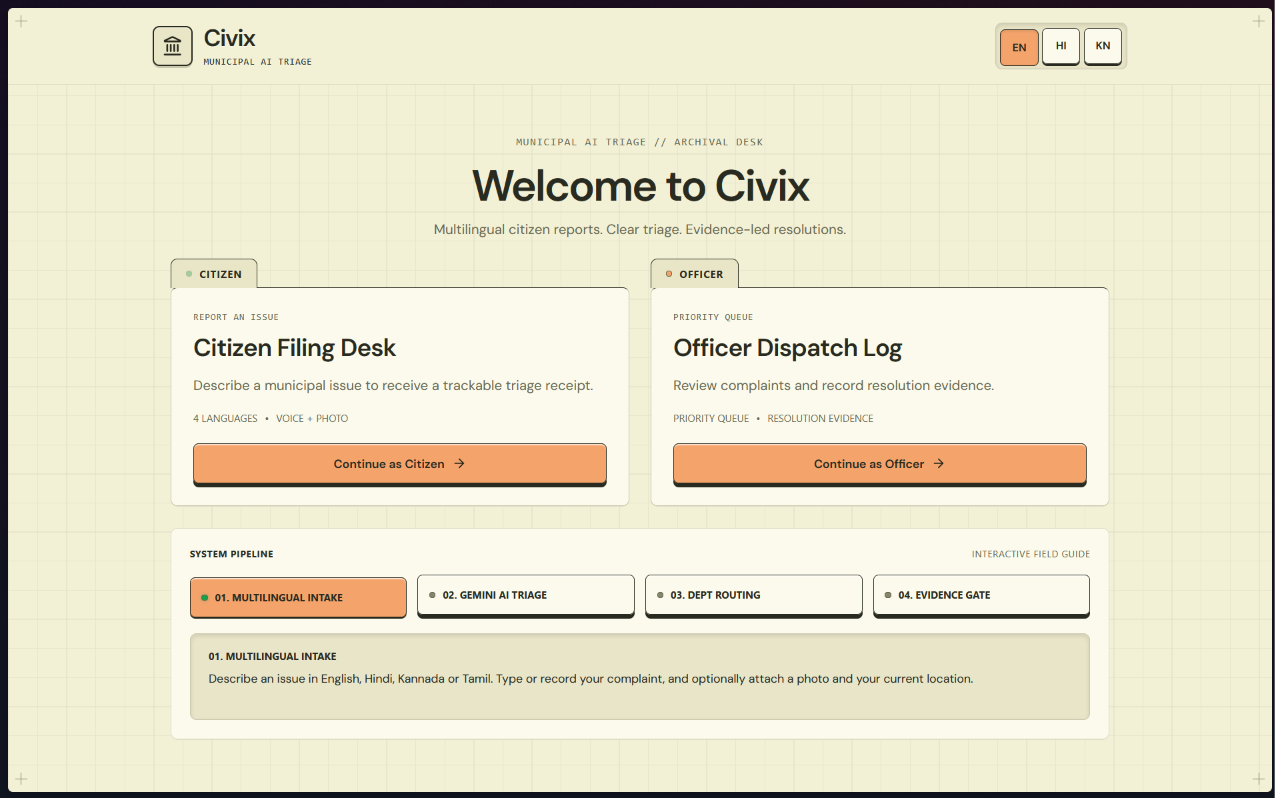 Civix
MUNICIPAL AI TRIAGE
EN HI KN
MUNICIPAL AI TRIAGE // ARCHIVAL DESK
Welcome to Civix
Multilingual citizen reports. Clear triage. Evidence-led resolutions.
CITIZEN
REPORT AN ISSUE
Citizen Filing Desk
Describe a municipal issue to receive a trackable triage receipt.
4 LANGUAGES • VOICE + PHOTO
Continue as Citizen →
OFFICER
PRIORITY QUEUE
Officer Dispatch Log
Review complaints and record resolution evidence.
PRIORITY QUEUE • RESOLUTION EVIDENCE
Continue as Officer →
SYSTEM PIPELINE
INTERACTIVE FIELD GUIDE
01. MULTILINGUAL INTAKE
02. GEMINI AI TRIAGE
03. DEPT ROUTING
04. EVIDENCE GATE
01. MULTILINGUAL INTAKE
Describe an issue in English, Hindi, Kannada or Tamil. Type or record your complaint, and optionally attach a photo and your current location.